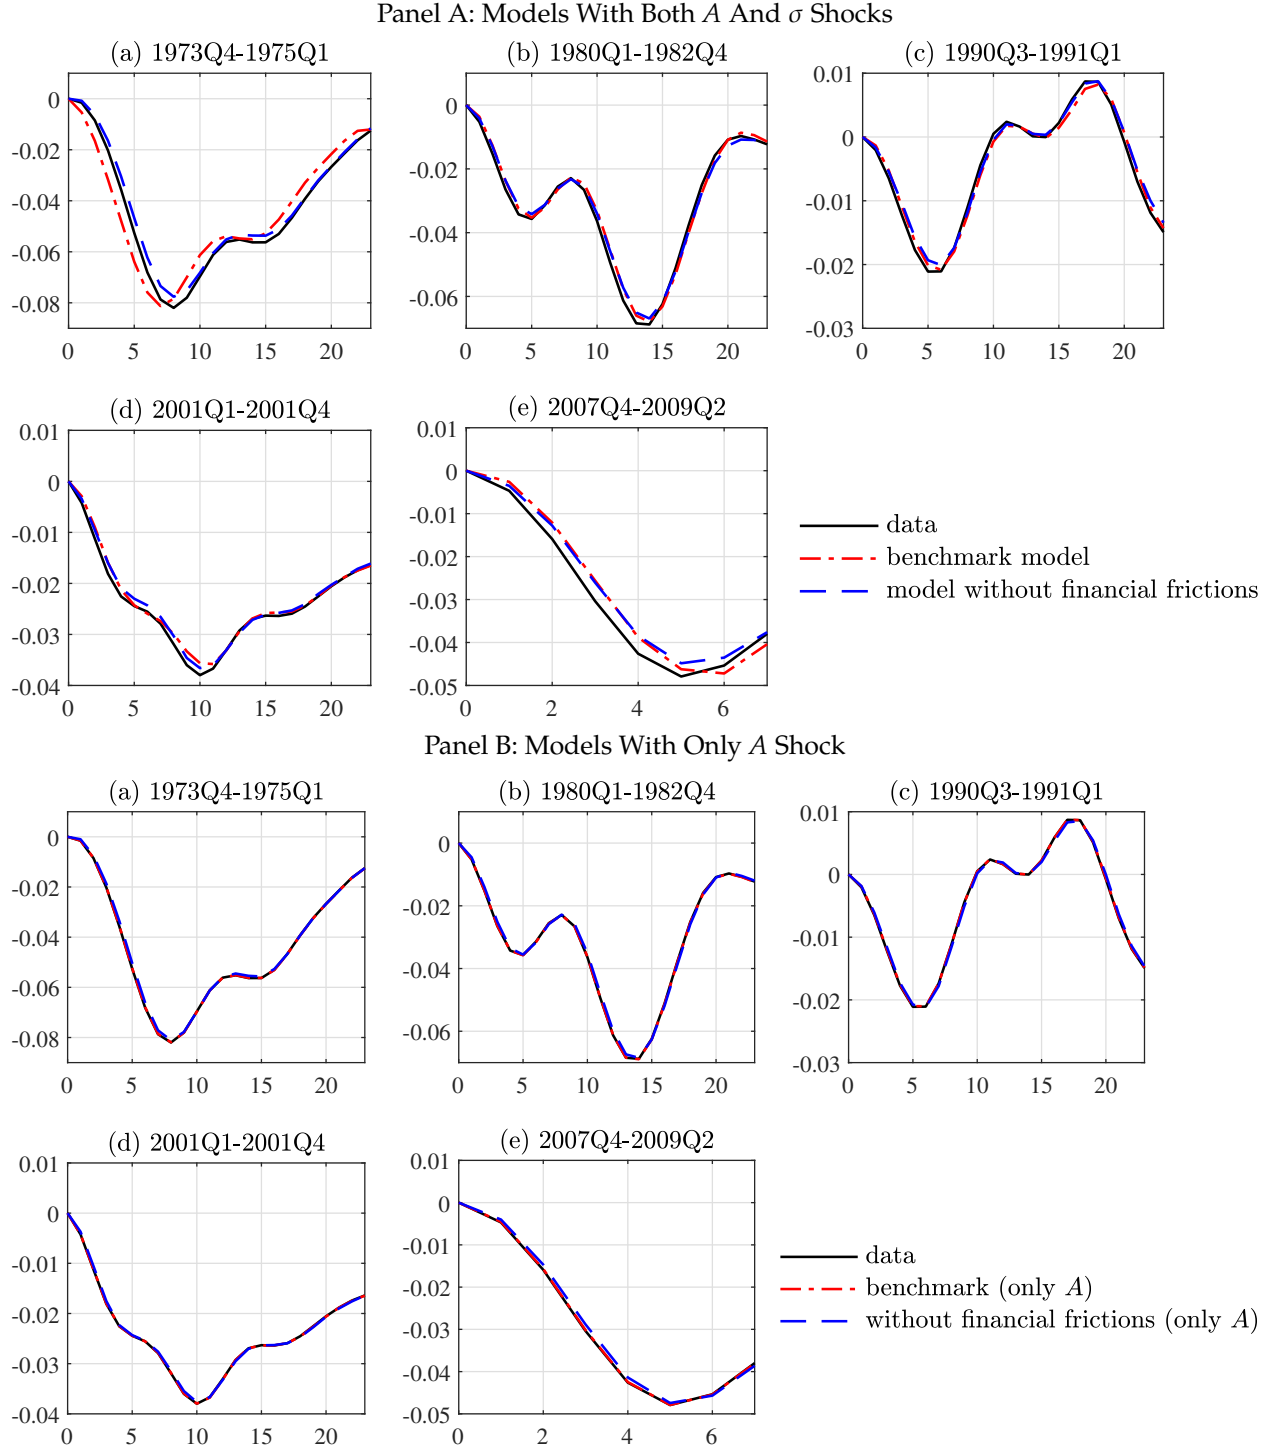 Panel A: Models With Both A And σ Shocks
(a) 1973Q4-1975Q1
(b) 1980Q1-1982Q4
(c) 1990Q3-1991Q1
0
-0.02
-0.04
-0.06
-0.08
0 5 10 15 20
0
-0.02
-0.04
-0.06
0 5 10 15 20
0.01
0
-0.01
-0.02
-0.03
0 5 10 15 20
(d) 2001Q1-2001Q4
(e) 2007Q4-2009Q2
0.01
0
-0.01
-0.02
-0.03
-0.04
0 5 10 15 20
0.01
0
-0.01
-0.02
-0.03
-0.04
-0.05
0 2 4 6
data
benchmark model
model without financial frictions
Panel B: Models With Only A Shock
(a) 1973Q4-1975Q1
(b) 1980Q1-1982Q4
(c) 1990Q3-1991Q1
0
-0.02
-0.04
-0.06
-0.08
0 5 10 15 20
0
-0.02
-0.04
-0.06
0 5 10 15 20
0.01
0
-0.01
-0.02
-0.03
0 5 10 15 20
(d) 2001Q1-2001Q4
(e) 2007Q4-2009Q2
0.01
0
-0.01
-0.02
-0.03
-0.04
0 5 10 15 20
0.01
0
-0.01
-0.02
-0.03
-0.04
-0.05
0 2 4 6
data
benchmark (only A)
without financial frictions (only A)